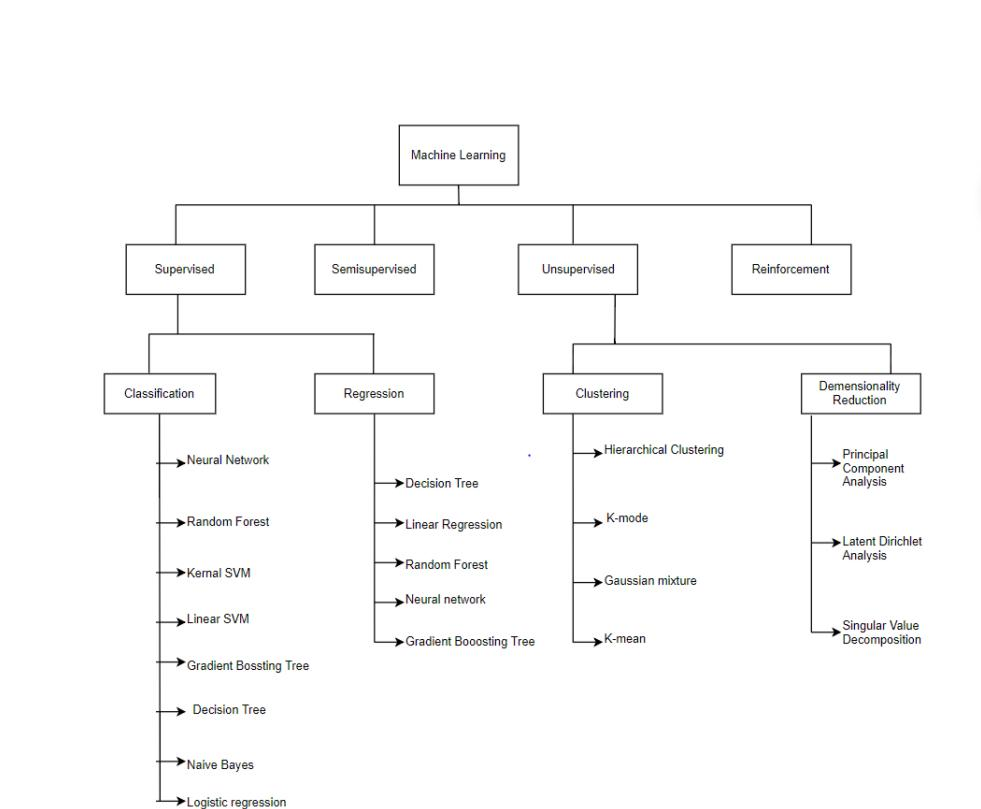 Machine Learning
Supervised
Semisupervised
Unsupervised
Reinforcement
Classification
Regression
Clustering
Demensionality
Reduction
Neural Network
Random Forest
Kernal SVM
Linear SVM
Gradient Bossting Tree
Decision Tree
Naive Bayes
Logistic regression
Decision Tree
Linear Regression
Random Forest
Neural network
Gradient Booosting Tree
Hierarchical Clustering
K-mode
Gaussian mixture
K-mean
Principal
Component
Analysis
Latent Dirichlet
Analysis
Singular Value
Decomposition